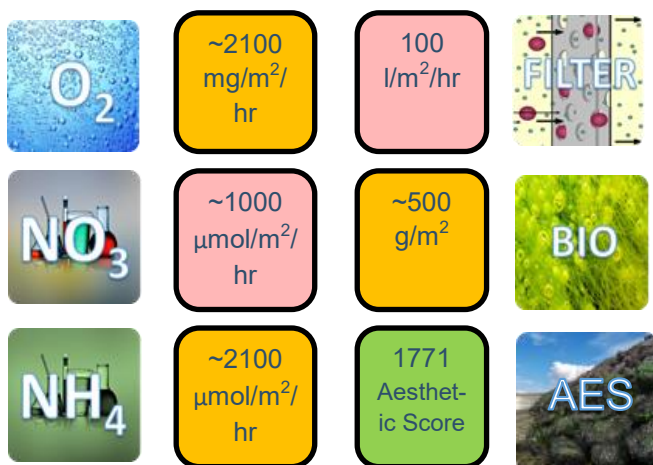 O2
~2100
mg/m2/
hr
100
l/m2/hr
FILTER
NO3
~1000
µmol/m2/
hr
~500
g/m2
BIO
NH4
~2100
µmol/m2/
hr
1771
Aesthet-
ic Score
AES